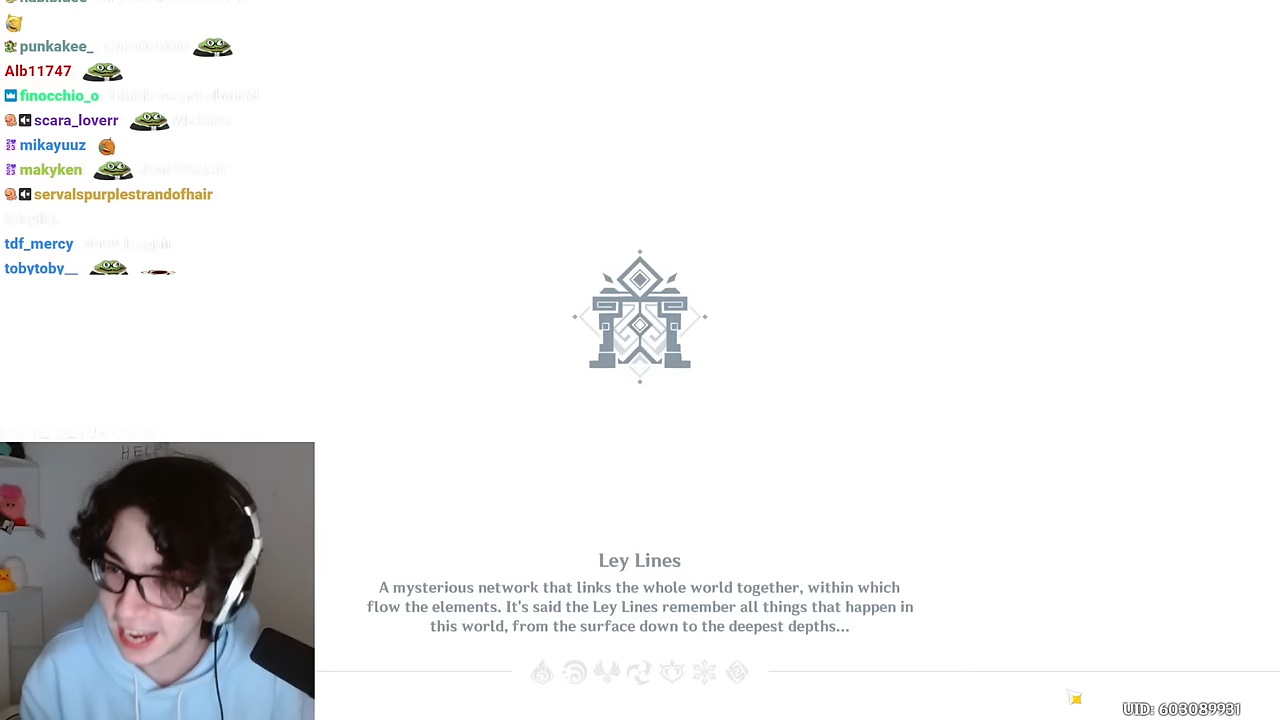 punkakee_
Alb11747
finocchio_o
scara_loverr
mikayuuz
makyken
servalspurplestrandofhair
tdf_mercy
tobytoby__
HELP
Ley Lines
A mysterious network that links the whole world together, within which
flow the elements. It's said the Ley Lines remember all things that happen in
this world, from the surface down to the deepest depths...
UID: 603089931